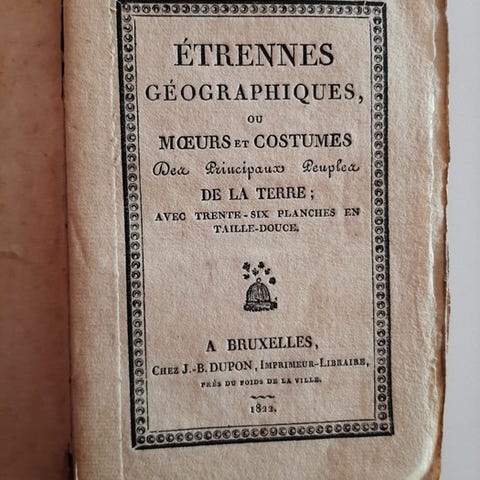 ÉTRENNES
GÉOGRAPHIQUES,
OU
MŒURS ET COSTUMES
Des Principaux Peuples
DE LA TERRE;
AVEC TRENTE-SIX PLANCHES EN
TAILLE-DOUCE.
A BRUXELLES,
CHEZ J.-B. DUPON, IMPRIMEUR-LIBRAIRE,
PRÈS DU POIDS DE LA VILLE.
1822.